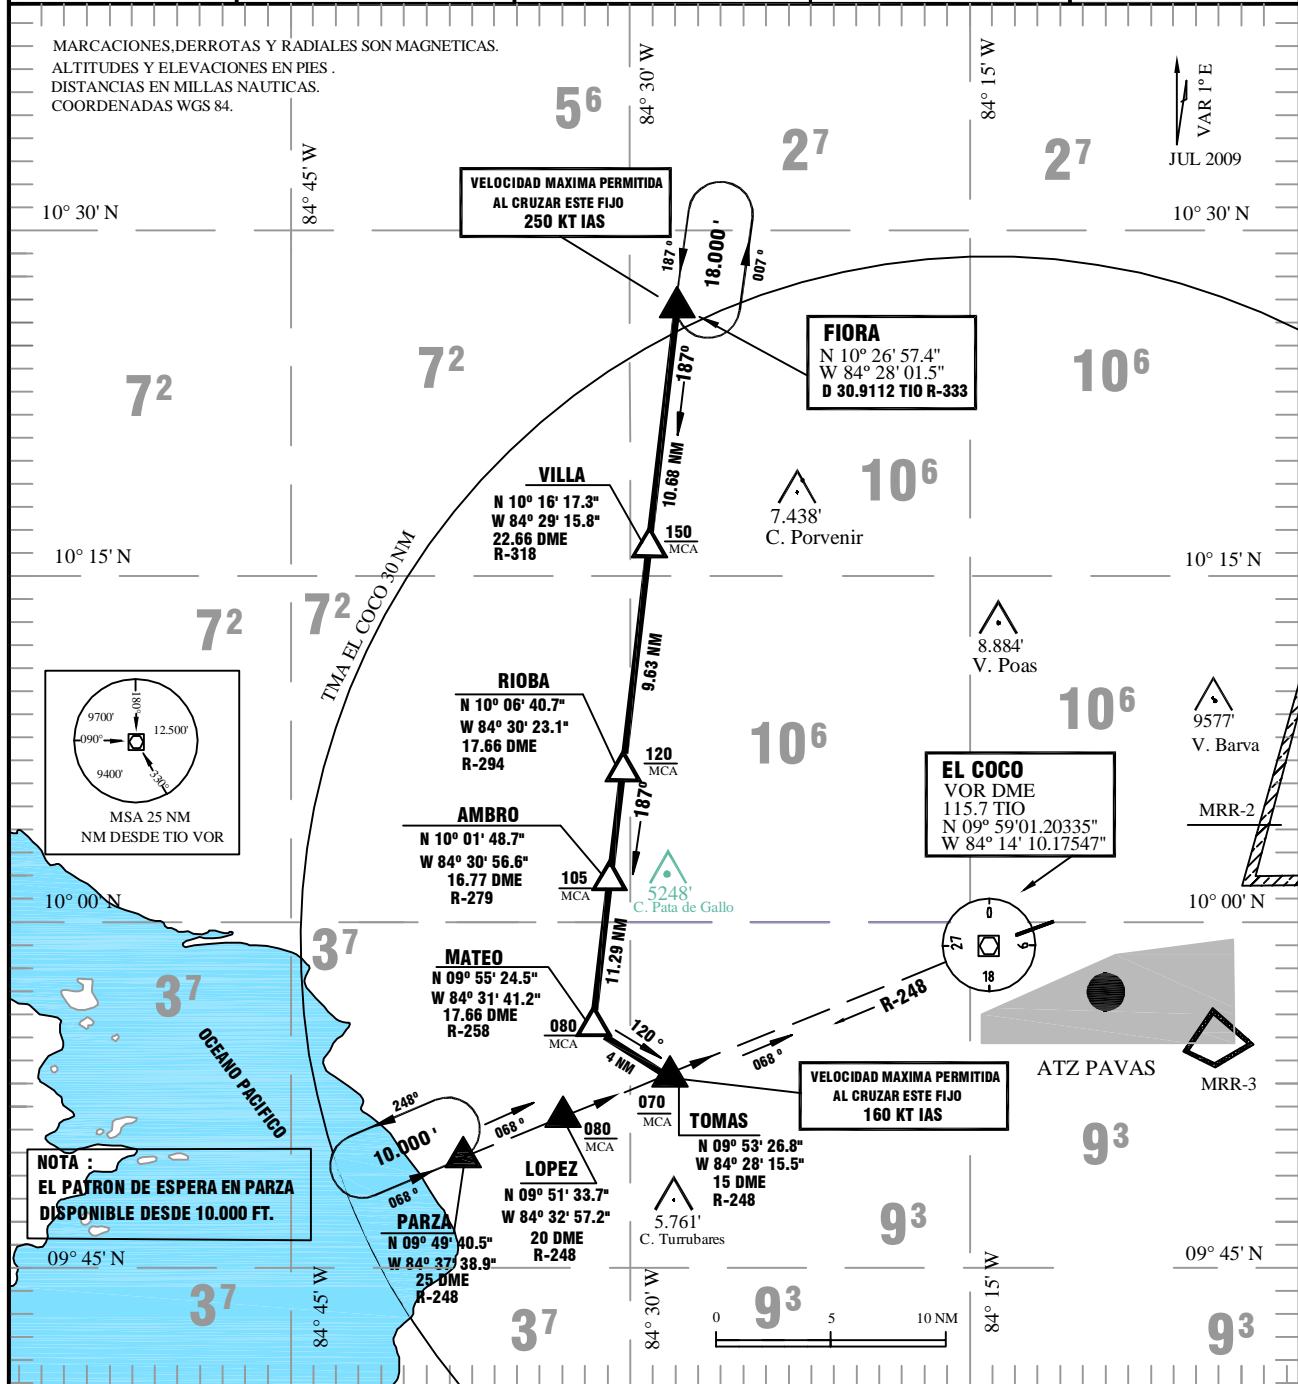 MARCACIONES,DERROTAS Y RADIALES SON MAGNETICAS.
ALTITUDES Y ELEVACIONES EN PIES .
DISTANCIAS EN MILLAS NAUTICAS.
COORDENADAS WGS 84.
84° 45' W
84° 30' W
84° 15' W
VAR 1° E
JUL 2009
5⁶
2⁷
2⁷
10° 30' N
10° 30' N
VELOCIDAD MAXIMA PERMITIDA
AL CRUZAR ESTE FIJO
250 KT IAS
187°
18.000 '
007°
FIORA
N 10° 26' 57.4"
W 84° 28' 01.5"
D 30.9112 TIO R-333
7²
7²
10⁶
187°
10.68 NM
10⁶
VILLA
N 10° 16' 17.3"
W 84° 29' 15.8"
22.66 DME
R-318
150
MCA
7.438'
C. Porvenir
10° 15' N
10° 15' N
TMA EL COCO 30 NM
7²
7²
9.63 NM
8.884'
V. Poas
9577'
V. Barva
10⁶
10⁶
180°
9700'
12.500'
090°
9400'
330°
MSA 25 NM
NM DESDE TIO VOR
RIOBA
N 10° 06' 40.7"
W 84° 30' 23.1"
17.66 DME
R-294
120
MCA
187°
EL COCO
VOR DME
115.7 TIO
N 09° 59'01.20335"
W 84° 14' 10.17547"
MRR-2
AMBRO
N 10° 01' 48.7"
W 84° 30' 56.6"
16.77 DME
R-279
105
MCA
5248'
C. Pata de Gallo
10° 00' N
10° 00' N
0
9
18
27
3⁷
3⁷
11.29 NM
MATEO
N 09° 55' 24.5"
W 84° 31' 41.2"
17.66 DME
R-258
080
MCA
120 °
4 NM
R-248
068 °
ATZ PAVAS
MRR-3
OCEANO PACIFICO
VELOCIDAD MAXIMA PERMITIDA
AL CRUZAR ESTE FIJO
160 KT IAS
070
MCA
TOMAS
N 09° 53' 26.8"
W 84° 28' 15.5"
15 DME
R-248
248°
10.000 '
068 °
068 °
080
MCA
LOPEZ
N 09° 51' 33.7"
W 84° 32' 57.2"
20 DME
R-248
NOTA :
EL PATRON DE ESPERA EN PARZA
DISPONIBLE DESDE 10.000 FT.
PARZA
N 09° 49' 40.5"
W 84° 37' 38.9"
25 DME
R-248
5.761'
C. Turrubares
9³
9³
09° 45' N
09° 45' N
84° 45' W
84° 30' W
84° 15' W
3⁷
3⁷
9³
9³
0
5
10 NM